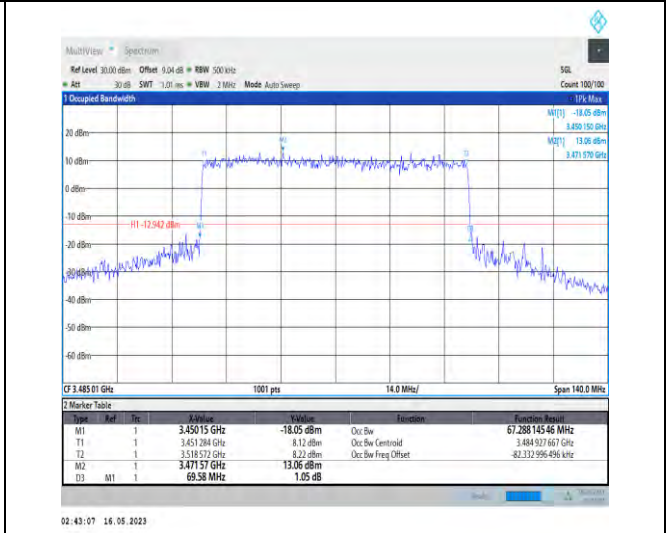 MultiView Spectrum
Ref Level 30.00 dBm Offset 9.04 dB RBW 500 kHz SGL
Att 30 dB SWT 1.01 ms VBW 2 MHz Mode Auto Sweep Count 100/100
1 Occupied Bandwidth 1Pk Max
M1[1] -18.05 dBm
3.450 150 GHz
M2[1] 13.06 dBm
3.471 570 GHz
20 dBm
M2
T1 T2
10 dBm
0 dBm
-10 dBm
H1 -12.942 dBm
M1
D3
-20 dBm
-30 dBm
-40 dBm
-50 dBm
-60 dBm
CF 3.485 01 GHz 1001 pts 14.0 MHz/ Span 140.0 MHz
2 Marker Table
Type Ref Trc X-Value Y-Value Function Function Result
M1 1 3.45015 GHz -18.05 dBm Occ Bw 67.288 145 46 MHz
T1 1 3.451 284 GHz 8.12 dBm Occ Bw Centroid 3.484 927 667 GHz
T2 1 3.518 572 GHz 8.22 dBm Occ Bw Freq Offset -82.332 996 496 kHz
M2 1 3.47157 GHz 13.06 dBm
D3 M1 1 69.58 MHz 1.05 dB
Ready
02:43:07 16.05.2023